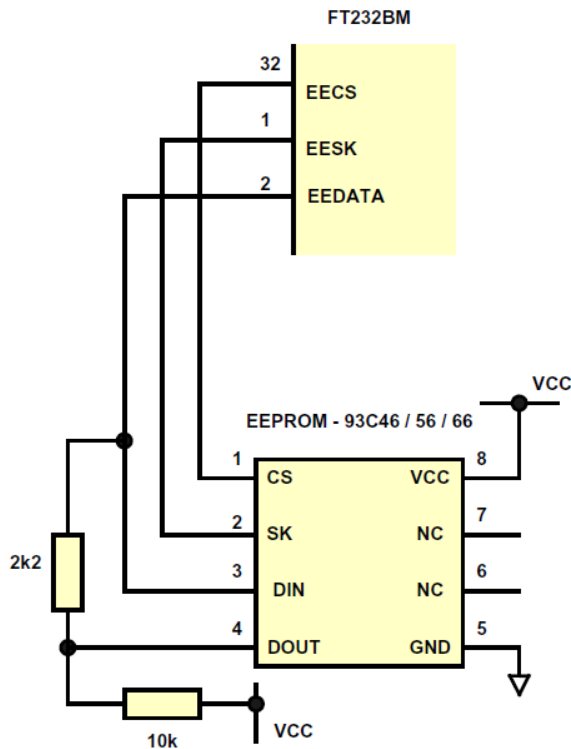 FT232BM
32
EECS
1
EESK
2
EEDATA
VCC
EEPROM - 93C46 / 56 / 66
1
CS
VCC
8
2
SK
NC
7
2k2
3
DIN
NC
6
4
DOUT
GND
5
10k
VCC